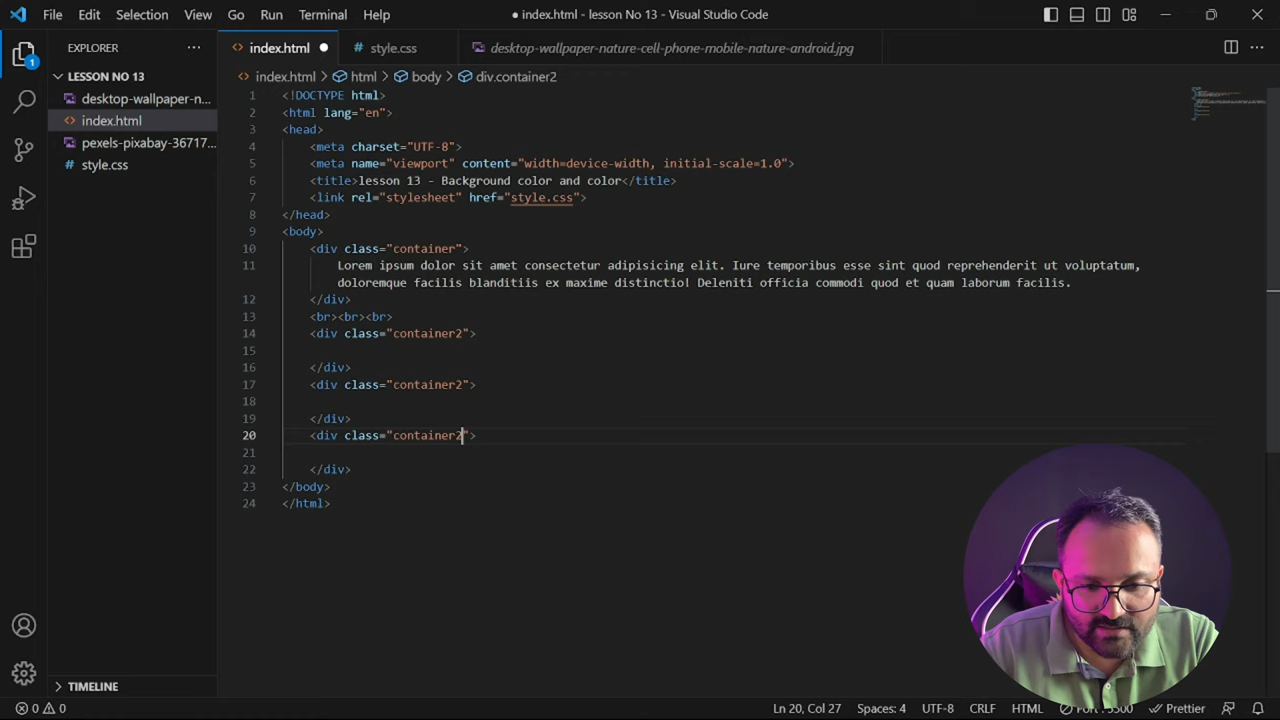 File Edit Selection View Go Run Terminal Help
● index.html - lesson No 13 - Visual Studio Code
EXPLORER
LESSON NO 13
desktop-wallpaper-n...
index.html
pexels-pixabay-36717...
style.css
TIMELINE
1
index.html style.css desktop-wallpaper-nature-cell-phone-mobile-nature-android.jpg
index.html > html > body > div.container2
1 <!DOCTYPE html>
2 <html lang="en">
3 <head>
4 <meta charset="UTF-8">
5 <meta name="viewport" content="width=device-width, initial-scale=1.0">
6 <title>lesson 13 - Background color and color</title>
7 <link rel="stylesheet" href="style.css">
8 </head>
9 <body>
10 <div class="container">
11 Lorem ipsum dolor sit amet consectetur adipisicing elit. Iure temporibus esse sint quod reprehenderit ut voluptatum,
doloremque facilis blanditiis ex maxime distinctio! Deleniti officia commodi quod et quam laborum facilis.
12 </div>
13 <br><br><br>
14 <div class="container2">
15
16 </div>
17 <div class="container2">
18
19 </div>
20 <div class="container2">
21
22 </div>
23 </body>
24 </html>
0 0 Ln 20, Col 27 Spaces: 4 UTF-8 CRLF HTML Port : 5500 Prettier